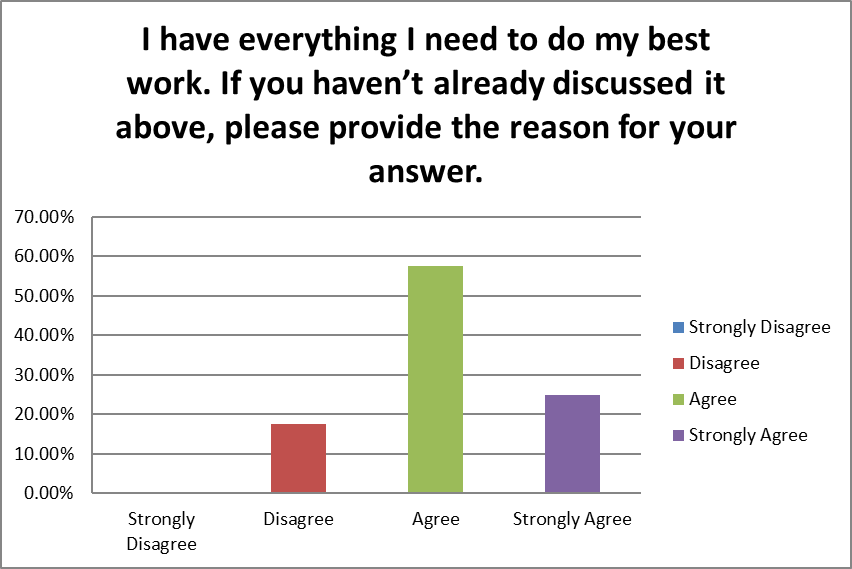 I have everything I need to do my best
work. If you haven’t already discussed it
above, please provide the reason for your
answer.
70.00%
60.00%
50.00%
40.00%
30.00%
20.00%
10.00%
0.00%
Strongly
Disagree
Disagree
Agree
Strongly Agree
Strongly Disagree
Disagree
Agree
Strongly Agree